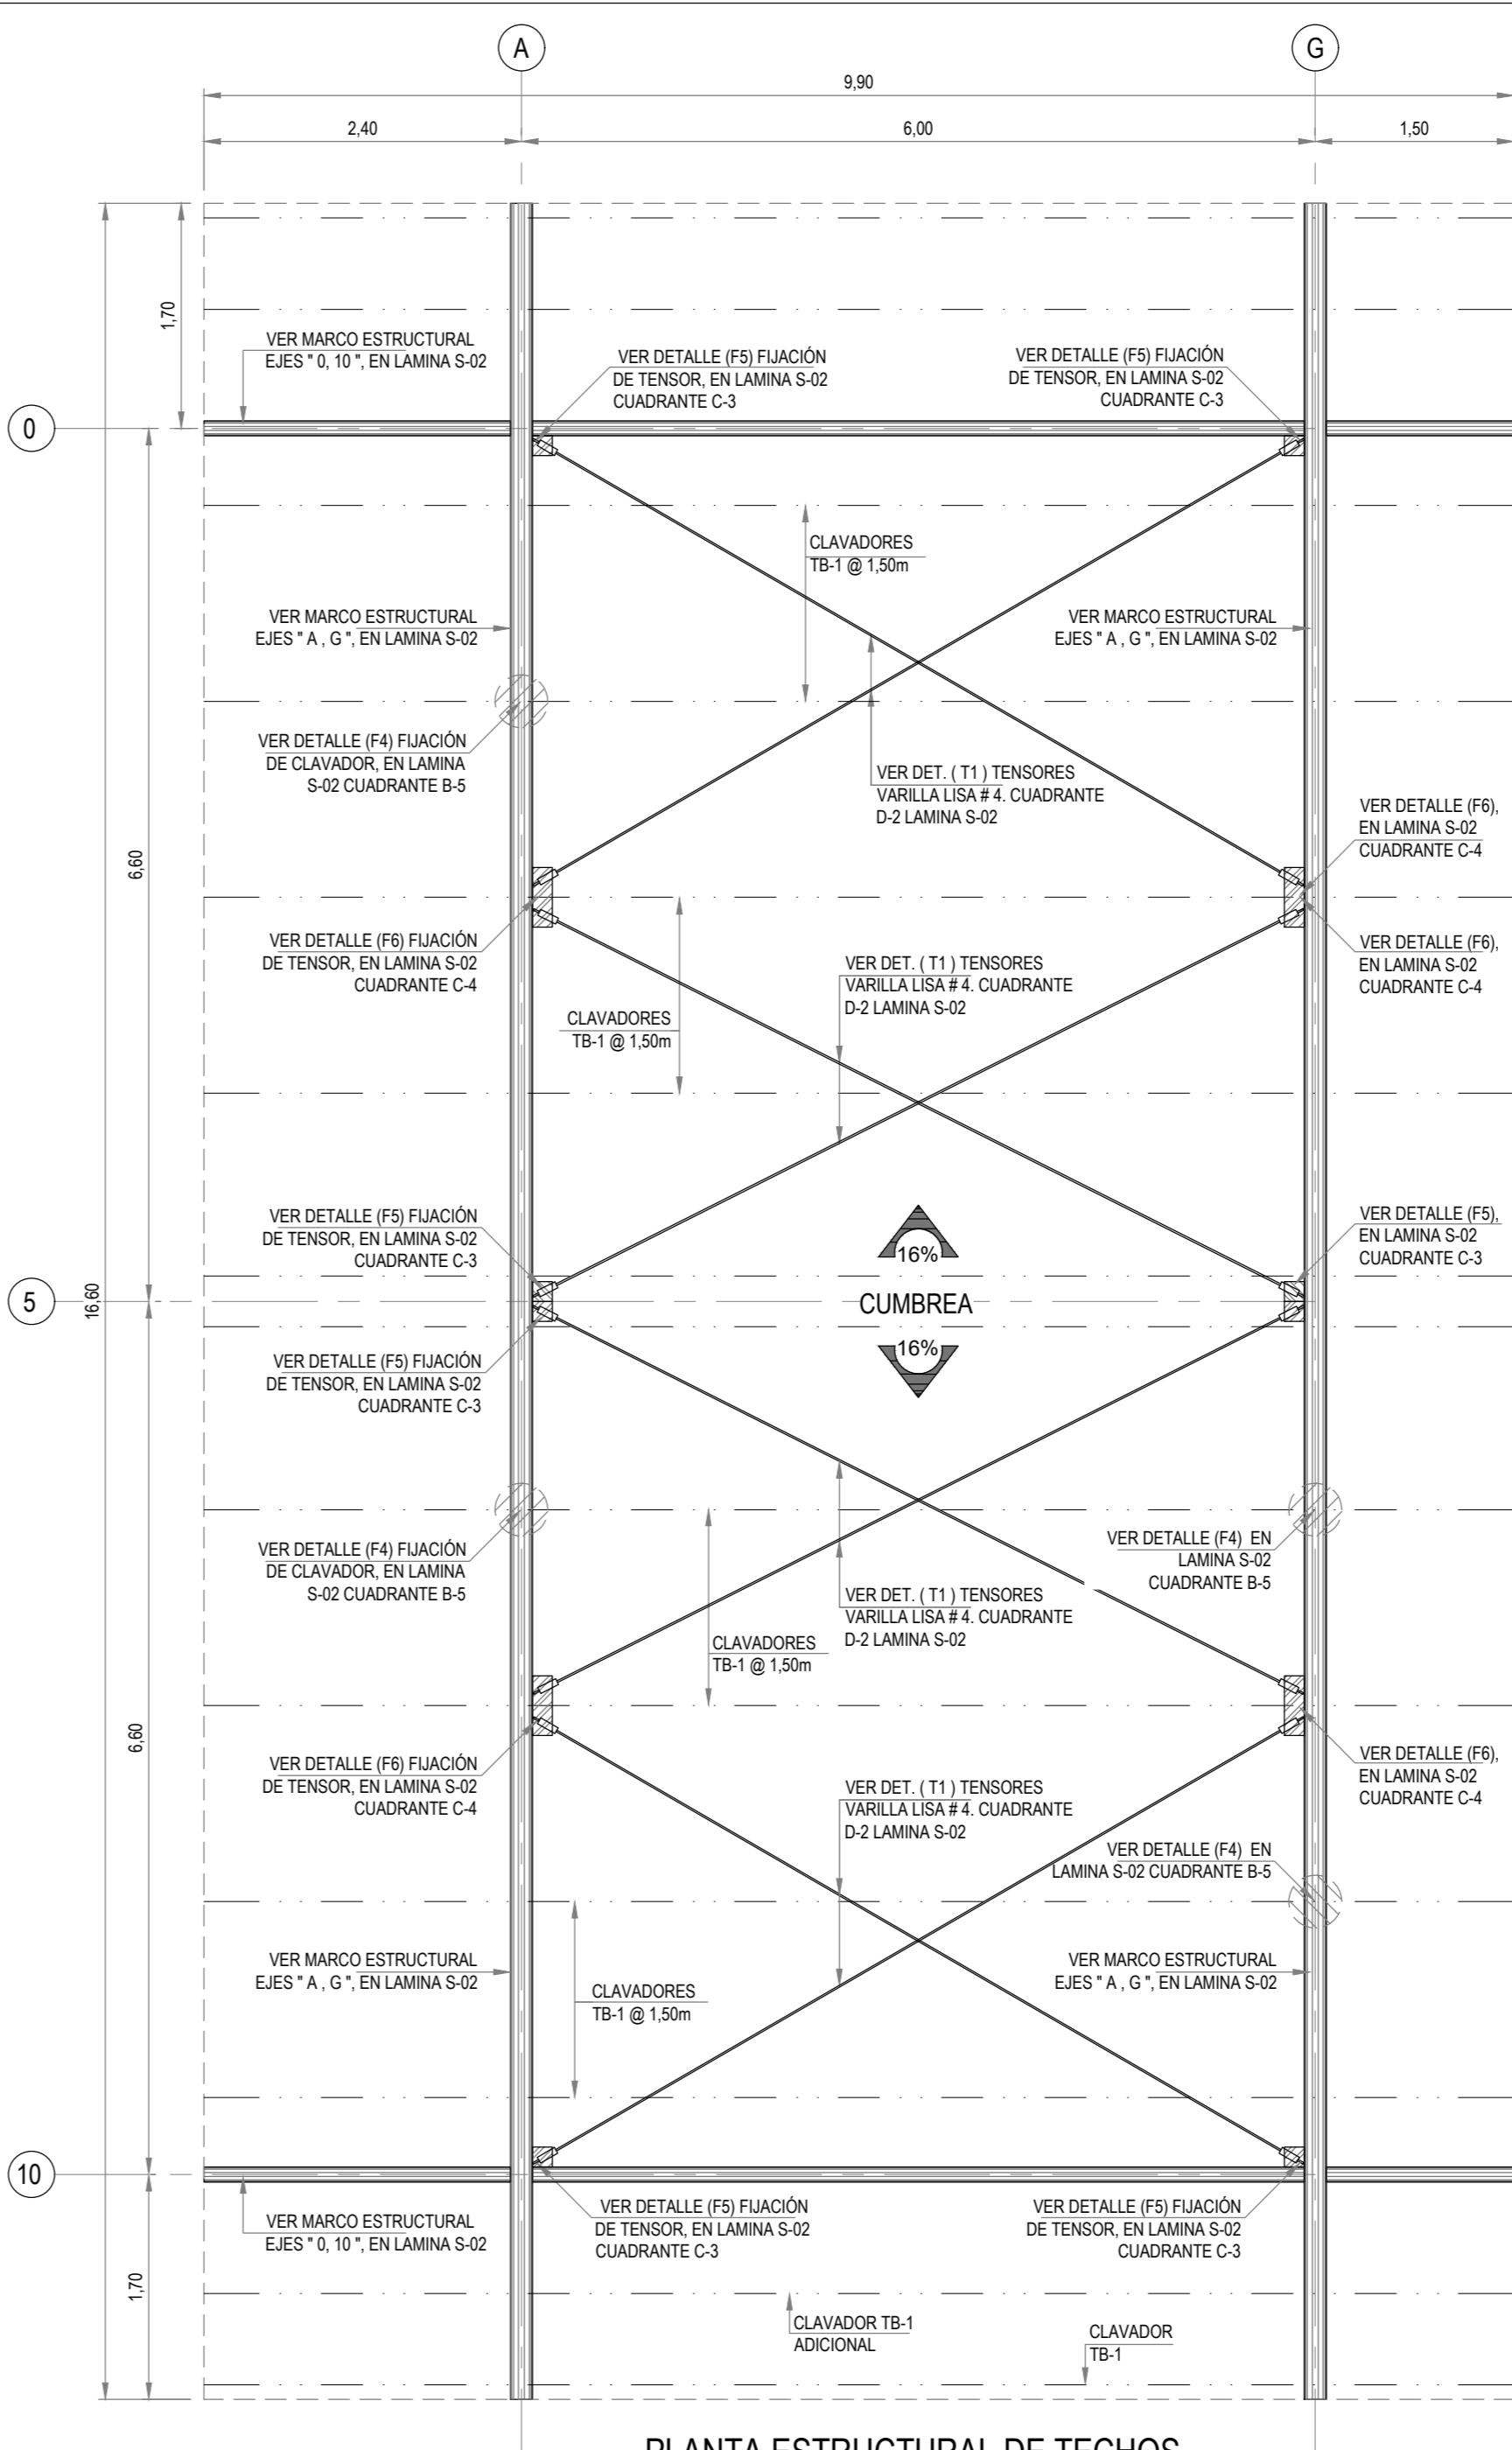 A
G
9,90
2,40
6,00
1,50
1,70
VER MARCO ESTRUCTURAL
EJES " 0, 10 ", EN LAMINA S-02
VER DETALLE (F5) FIJACIÓN
DE TENSOR, EN LAMINA S-02
CUADRANTE C-3
VER DETALLE (F5) FIJACIÓN
DE TENSOR, EN LAMINA S-02
CUADRANTE C-3
0
CLAVADORES
TB-1 @ 1,50m
VER MARCO ESTRUCTURAL
EJES " A , G ", EN LAMINA S-02
VER MARCO ESTRUCTURAL
EJES " A , G ", EN LAMINA S-02
VER DETALLE (F4) FIJACIÓN
DE CLAVADOR, EN LAMINA
S-02 CUADRANTE B-5
VER DET. ( T1 ) TENSORES
VARILLA LISA # 4. CUADRANTE
D-2 LAMINA S-02
VER DETALLE (F6),
EN LAMINA S-02
CUADRANTE C-4
6,60
VER DETALLE (F6) FIJACIÓN
DE TENSOR, EN LAMINA S-02
CUADRANTE C-4
VER DETALLE (F6),
EN LAMINA S-02
CUADRANTE C-4
VER DET. ( T1 ) TENSORES
VARILLA LISA # 4. CUADRANTE
D-2 LAMINA S-02
CLAVADORES
TB-1 @ 1,50m
VER DETALLE (F5) FIJACIÓN
DE TENSOR, EN LAMINA S-02
CUADRANTE C-3
VER DETALLE (F5),
EN LAMINA S-02
CUADRANTE C-3
16%
5
16,60
CUMBREA
16%
VER DETALLE (F5) FIJACIÓN
DE TENSOR, EN LAMINA S-02
CUADRANTE C-3
VER DETALLE (F4) FIJACIÓN
DE CLAVADOR, EN LAMINA
S-02 CUADRANTE B-5
VER DETALLE (F4) EN
LAMINA S-02
CUADRANTE B-5
VER DET. ( T1 ) TENSORES
VARILLA LISA # 4. CUADRANTE
D-2 LAMINA S-02
CLAVADORES
TB-1 @ 1,50m
6,60
VER DETALLE (F6) FIJACIÓN
DE TENSOR, EN LAMINA S-02
CUADRANTE C-4
VER DETALLE (F6),
EN LAMINA S-02
CUADRANTE C-4
VER DET. ( T1 ) TENSORES
VARILLA LISA # 4. CUADRANTE
D-2 LAMINA S-02
VER DETALLE (F4) EN
LAMINA S-02 CUADRANTE B-5
VER MARCO ESTRUCTURAL
EJES " A , G ", EN LAMINA S-02
VER MARCO ESTRUCTURAL
EJES " A , G ", EN LAMINA S-02
CLAVADORES
TB-1 @ 1,50m
10
VER MARCO ESTRUCTURAL
EJES " 0, 10 ", EN LAMINA S-02
VER DETALLE (F5) FIJACIÓN
DE TENSOR, EN LAMINA S-02
CUADRANTE C-3
VER DETALLE (F5) FIJACIÓN
DE TENSOR, EN LAMINA S-02
CUADRANTE C-3
1,70
CLAVADOR TB-1
ADICIONAL
CLAVADOR
TB-1
PLANTA ESTRUCTURAL DE TECHOS